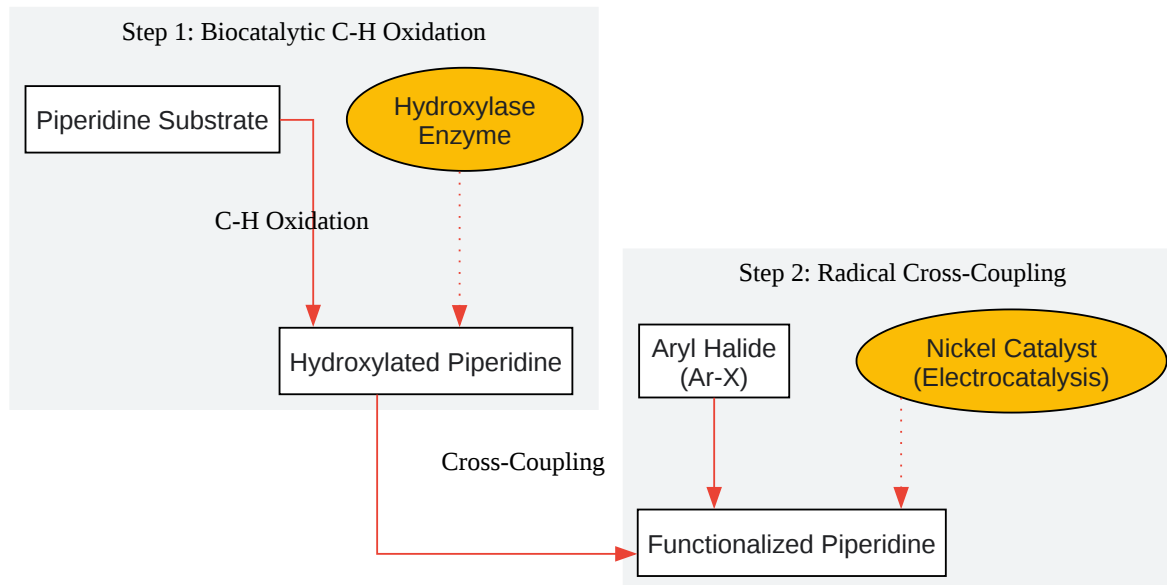 Step 1: Biocatalytic C-H Oxidation
Piperidine Substrate
Hydroxylase
Enzyme
C-H Oxidation
Hydroxylated Piperidine
Step 2: Radical Cross-Coupling
Aryl Halide
(Ar-X)
Nickel Catalyst
(Electrocatalysis)
Cross-Coupling
Functionalized Piperidine